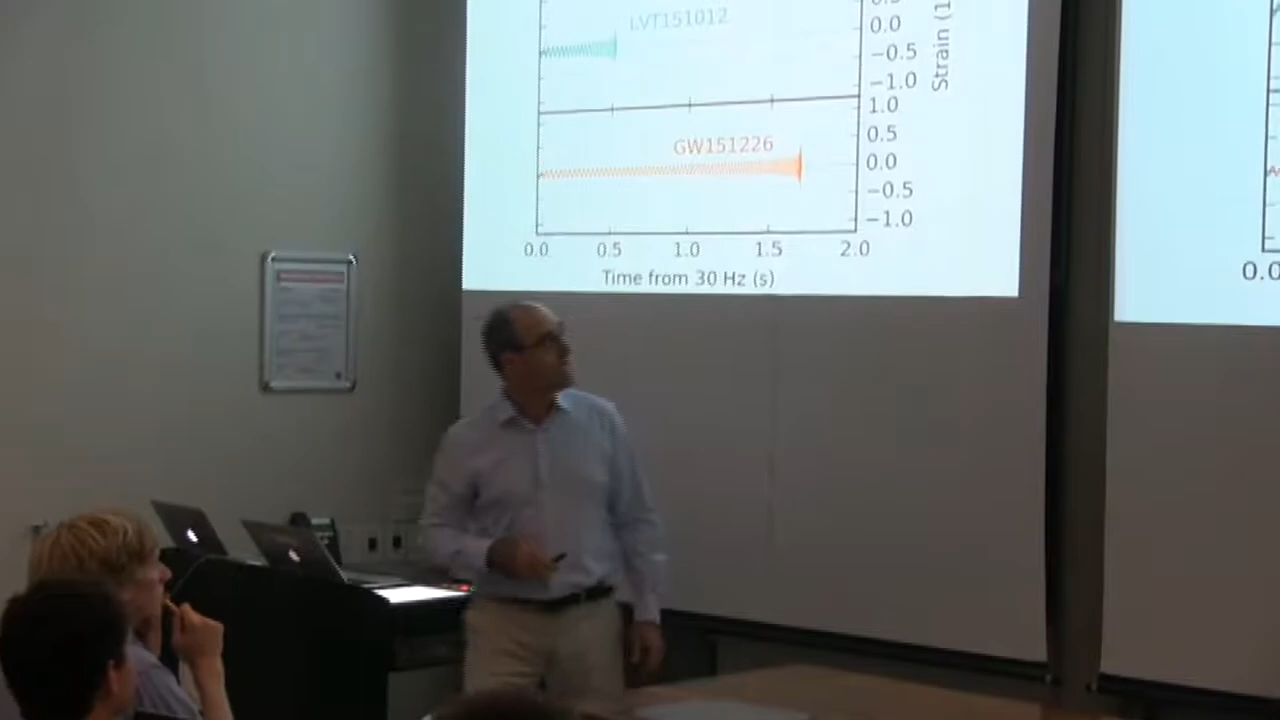 LVT151012
0.0
−0.5
−1.0
Strain (1
1.0
GW151226
0.5
0.0
−0.5
−1.0
0.0 0.5 1.0 1.5 2.0
Time from 30 Hz (s)
0.0